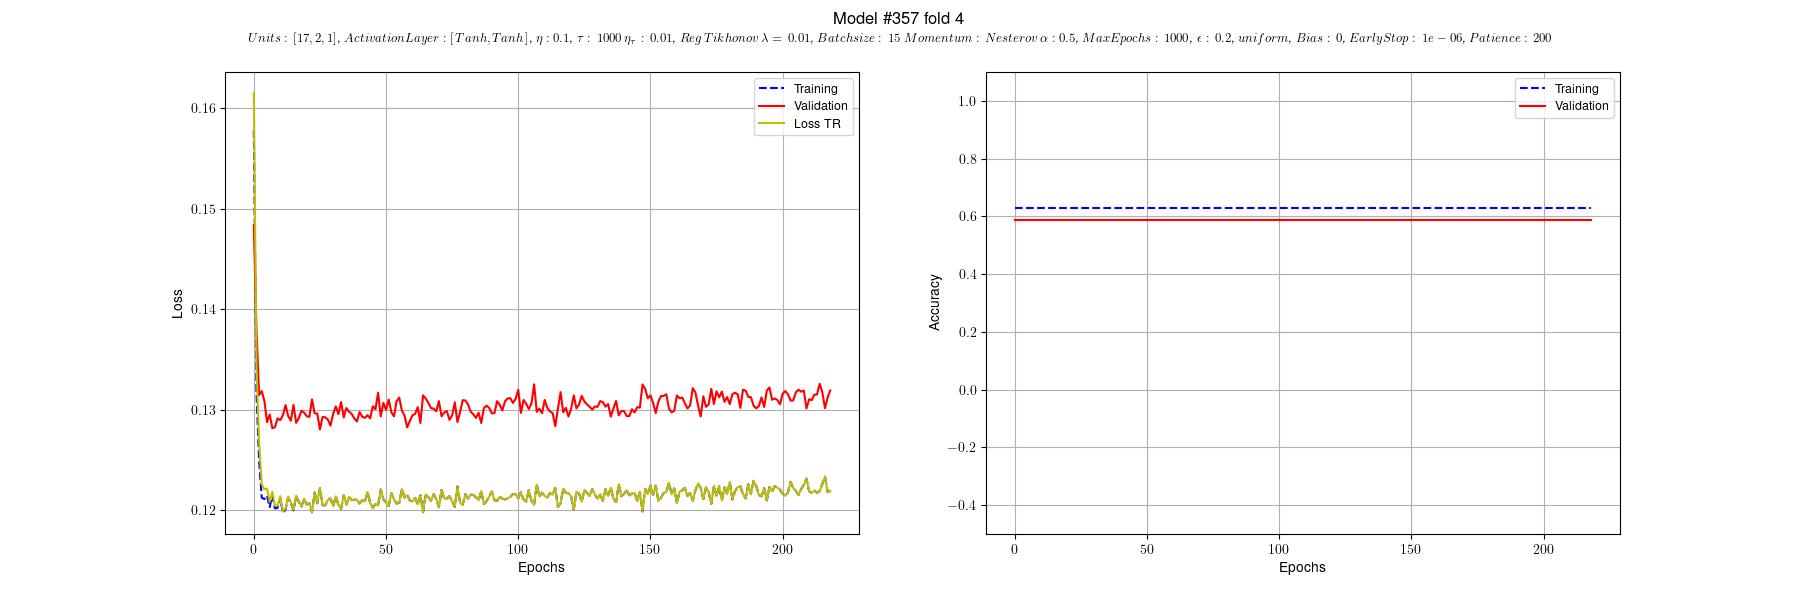 Model #357 fold 4
Units : [17, 2, 1], ActivationLayer : [Tanh, Tanh], η : 0.1, τ : 1000 ητ : 0.01, Reg Tikhonov λ = 0.01, Batchsize : 15 Momentum : Nesterov α : 0.5, MaxEpochs : 1000, ϵ : 0.2, uniform, Bias : 0, EarlyStop : 1e − 06, Patience : 200
Training
Validation
Loss TR
0.16
0.15
0.14
0.13
0.12
Loss
0
50
100
150
200
Epochs
Training
Validation
1.0
0.8
0.6
0.4
0.2
0.0
−0.2
−0.4
Accuracy
0
50
100
150
200
Epochs